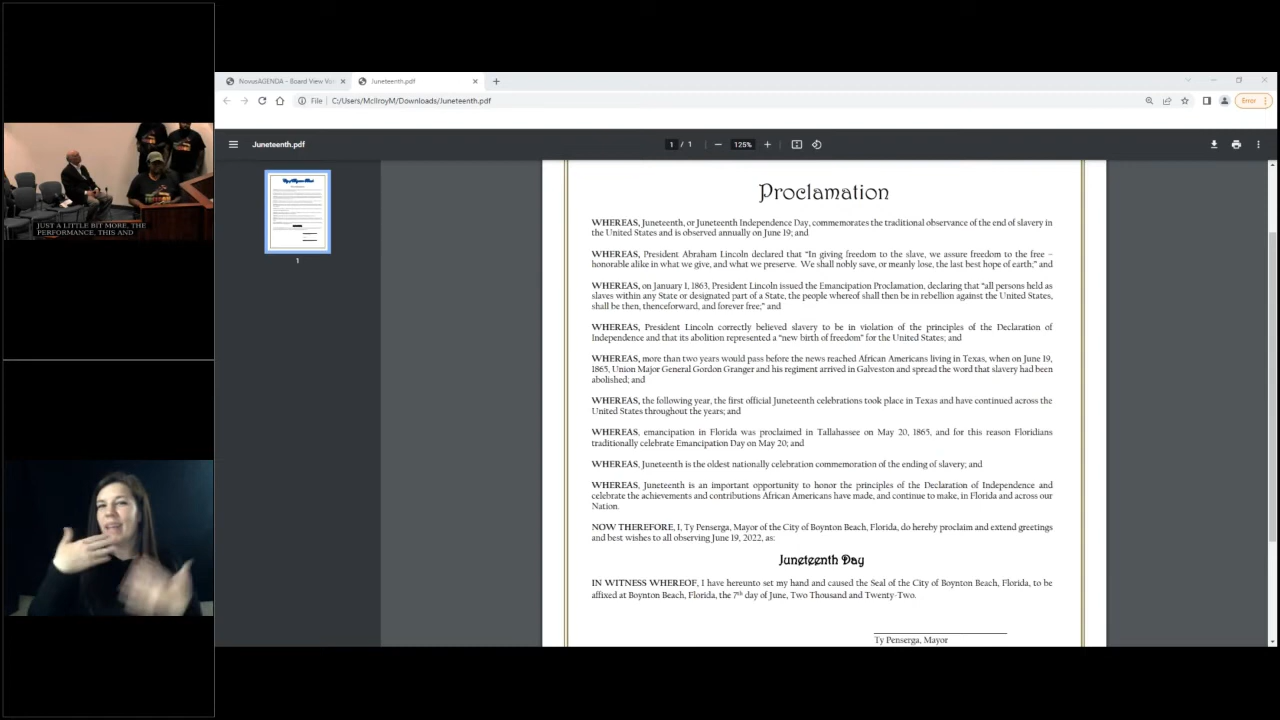 NovusAGENDA - Board View Vo
Juneteenth.pdf
File
C:/Users/McIlroyM/Downloads/Juneteenth.pdf
Error
Juneteenth.pdf
1 / 1
125%
1
Proclamation
WHEREAS, Juneteenth, or Juneteenth Independence Day, commemorates the traditional observance of the end of slavery in
the United States and is observed annually on June 19; and
WHEREAS, President Abraham Lincoln declared that “In giving freedom to the slave, we assure freedom to the free –
honorable alike in what we give, and what we preserve. We shall nobly save, or meanly lose, the last best hope of earth;” and
WHEREAS, on January 1, 1863, President Lincoln issued the Emancipation Proclamation, declaring that “all persons held as
slaves within any State or designated part of a State, the people whereof shall then be in rebellion against the United States,
shall be then, thenceforward, and forever free;” and
WHEREAS, President Lincoln correctly believed slavery to be in violation of the principles of the Declaration of
Independence and that its abolition represented a “new birth of freedom” for the United States; and
WHEREAS, more than two years would pass before the news reached African Americans living in Texas, when on June 19,
1865, Union Major General Gordon Granger and his regiment arrived in Galveston and spread the word that slavery had been
abolished; and
WHEREAS, the following year, the first official Juneteenth celebrations took place in Texas and have continued across the
United States throughout the years; and
WHEREAS, emancipation in Florida was proclaimed in Tallahassee on May 20, 1865, and for this reason Floridians
traditionally celebrate Emancipation Day on May 20; and
WHEREAS, Juneteenth is the oldest nationally celebration commemoration of the ending of slavery; and
WHEREAS, Juneteenth is an important opportunity to honor the principles of the Declaration of Independence and
celebrate the achievements and contributions African Americans have made, and continue to make, in Florida and across our
Nation.
NOW THEREFORE, I, Ty Penserga, Mayor of the City of Boynton Beach, Florida, do hereby proclaim and extend greetings
and best wishes to all observing June 19, 2022, as:
Juneteenth Day
IN WITNESS WHEREOF, I have hereunto set my hand and caused the Seal of the City of Boynton Beach, Florida, to be
affixed at Boynton Beach, Florida, the 7th day of June, Two Thousand and Twenty-Two.
Ty Penserga, Mayor
JUST A LITTLE BIT MORE, THE
PERFORMANCE, THIS AND